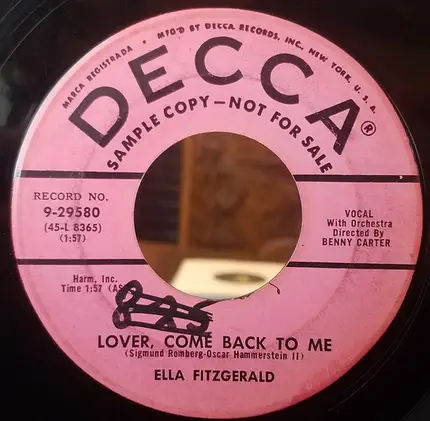 MARCA REGISTRADA • MFG'D BY DECCA RECORDS, INC., NEW YORK, U. S. A.
DECCA®
SAMPLE COPY—NOT FOR SALE
RECORD NO.
9-29580
(45-L 8365)
(1:57)
VOCAL
With Orchestra
Directed By
BENNY CARTER
Harm, Inc.
Time 1:57
LOVER, COME BACK TO ME
(Sigmund Romberg-Oscar Hammerstein II)
ELLA FITZGERALD